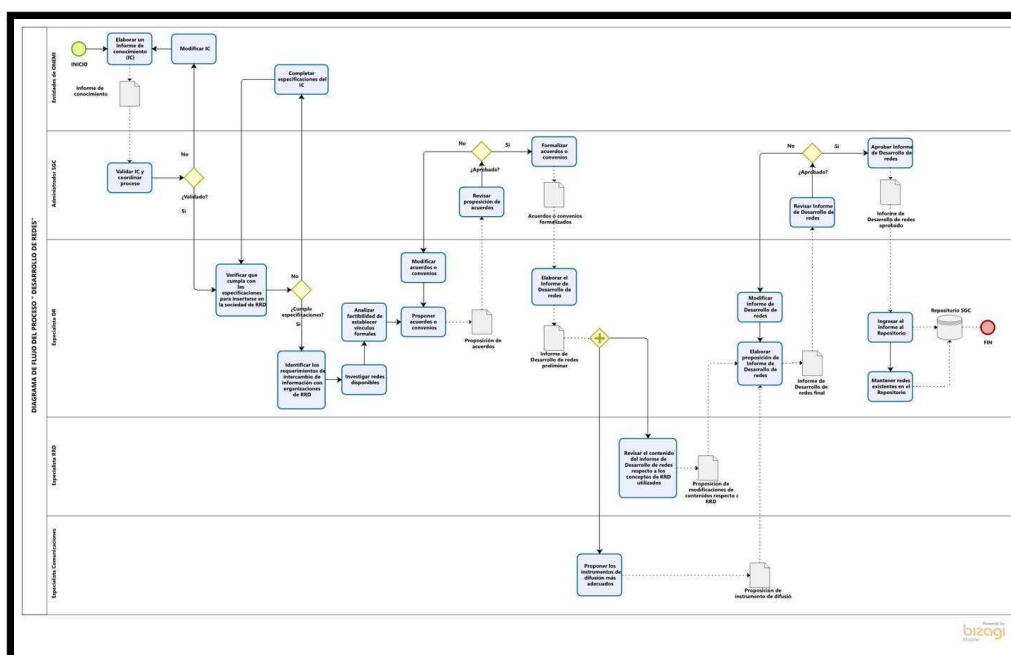 DIAGRAMA DE FLUJO DEL PROCESO " DESARROLLO DE REDES"
Entidades de ONEMI
INICIO
Elaborar un
Informe de
conocimiento
(IC)
Modificar IC
Informe de
conocimiento
Completar
especificaciones del
IC
Administrador SGC
Validar IC y
coordinar
proceso
No
¿Validado?
Si
No
Si
¿Aprobado?
Revisar
proposición de
acuerdos
Formalizar
acuerdos o
convenios
Acuerdos o convenios
formalizados
No
Si
¿Aprobado?
Revisar Informe
de Desarrollo de
redes
Aprobar Informe
de Desarrollo de
redes
Informe de
Desarrollo de redes
aprobado
Especialista DR
Verificar que
cumpla con
las
especificaciones
para insertarse en
la sociedad de RRD
No
¿Cumple
especificaciones?
Si
Identificar los
requerimientos de
intercambio de
información con
organizaciones de
RRD
Investigar redes
disponibles
Analizar
factibilidad de
establecer
vínculos
formales
Modificar
acuerdos o
convenios
Proponer
acuerdos o
convenios
Proposición de
acuerdos
Elaborar el
Informe de
Desarrollo de
redes
Informe de
Desarrollo de redes
preliminar
Modificar
informe de
Desarrollo de
redes
Elaborar
proposición de
Informe de
Desarrollo de
redes
Informe de
Desarrollo de
redes final
Ingresar el
Informe al
Repositorio
Mantener redes
existentes en el
Repositorio
Repositorio SGC
FIN
Especialista RRD
Revisar el contenido
del informe de
Desarrollo de redes
respecto a los
conceptos de RRD
utilizados
Proposición de
modificaciones de
contenidos respecto a
RRD
Especialista Comunicaciones
Proponer los
instrumentos de
difusión más
adecuados
Proposición de
instrumento de difusió
Powered by
bizagi
Modeler